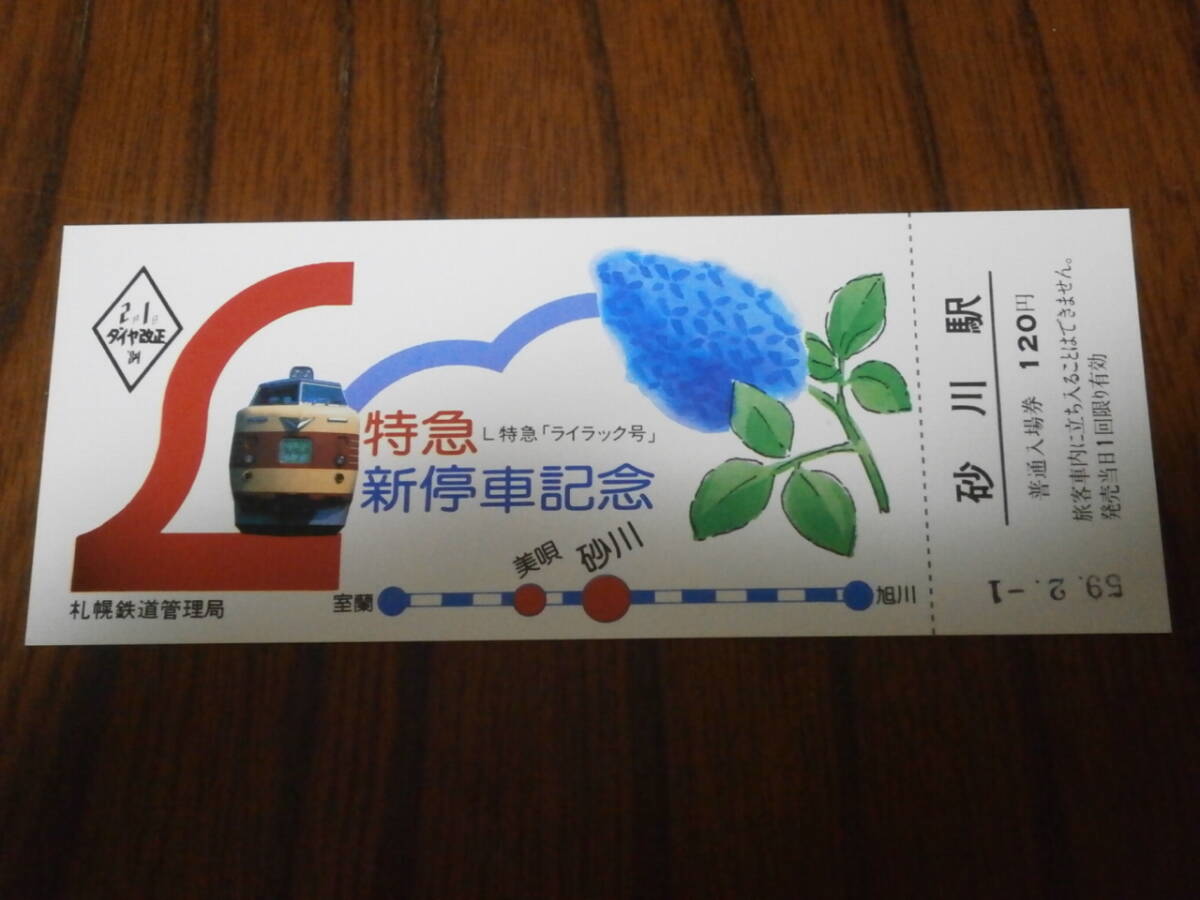 2月1日
ダイヤ改正
特急
L特急「ライラック号」
新停車記念
美唄
砂川
室蘭
旭川
札幌鉄道管理局
砂川駅
普通入場券 120円
旅客車内に立ち入ることはできません。
発売当日1回限り有効
59. 2. -1